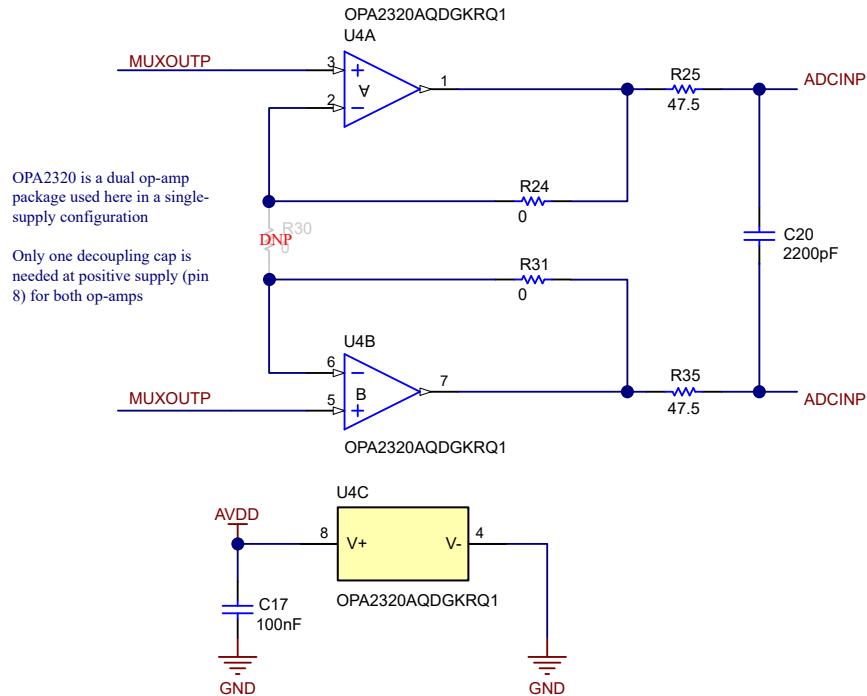 OPA2320AQDGKRQ1
U4A
MUXOUTP
3
+
A
1
2
−
R25
47.5
ADCINP
OPA2320 is a dual op-amp
package used here in a single-
supply configuration
R24
0
R30
DNP
0
C20
2200pF
Only one decoupling cap is
needed at positive supply (pin
8) for both op-amps
R31
0
U4B
6
−
7
B
MUXOUTP
5
+
R35
47.5
ADCINP
OPA2320AQDGKRQ1
U4C
AVDD
8
V+
V-
4
OPA2320AQDGKRQ1
C17
100nF
GND
GND